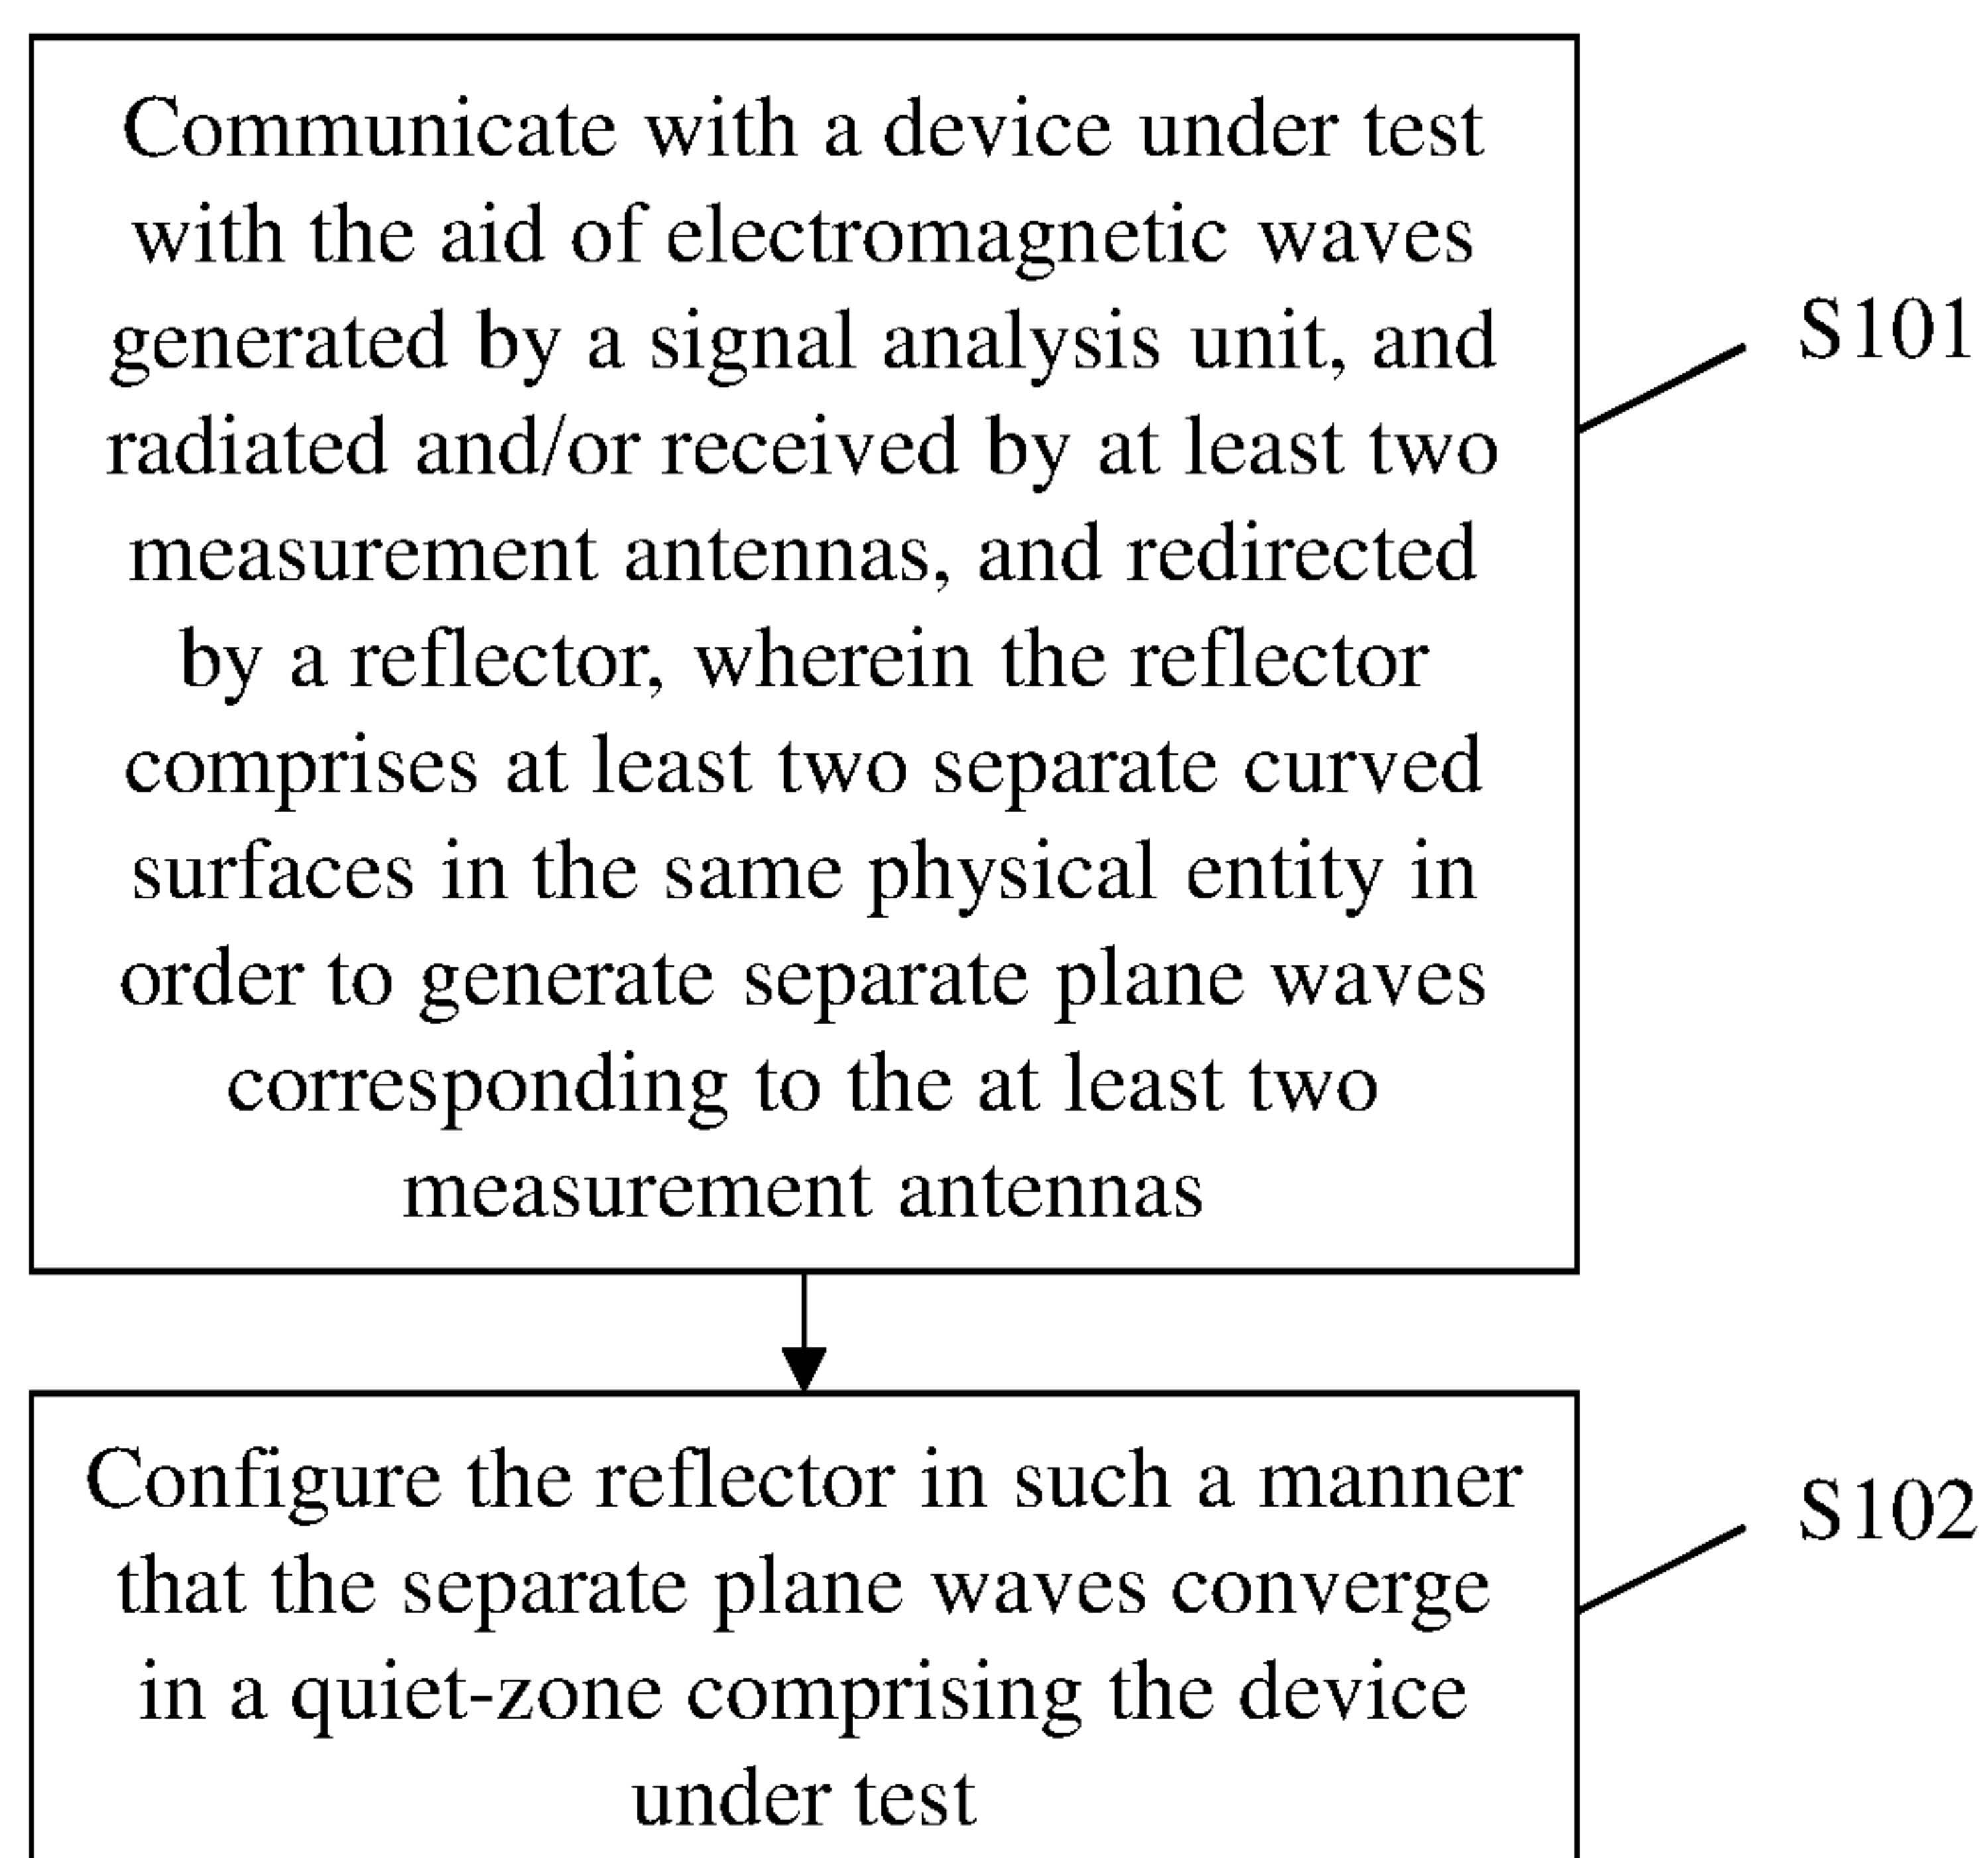 Communicate with a device under test
with the aid of electromagnetic waves
generated by a signal analysis unit, and
radiated and/or received by at least two
measurement antennas, and redirected
by a reflector, wherein the reflector
comprises at least two separate curved
surfaces in the same physical entity in
order to generate separate plane waves
corresponding to the at least two
measurement antennas
S101
Configure the reflector in such a manner
that the separate plane waves converge
in a quiet-zone comprising the device
under test
S102